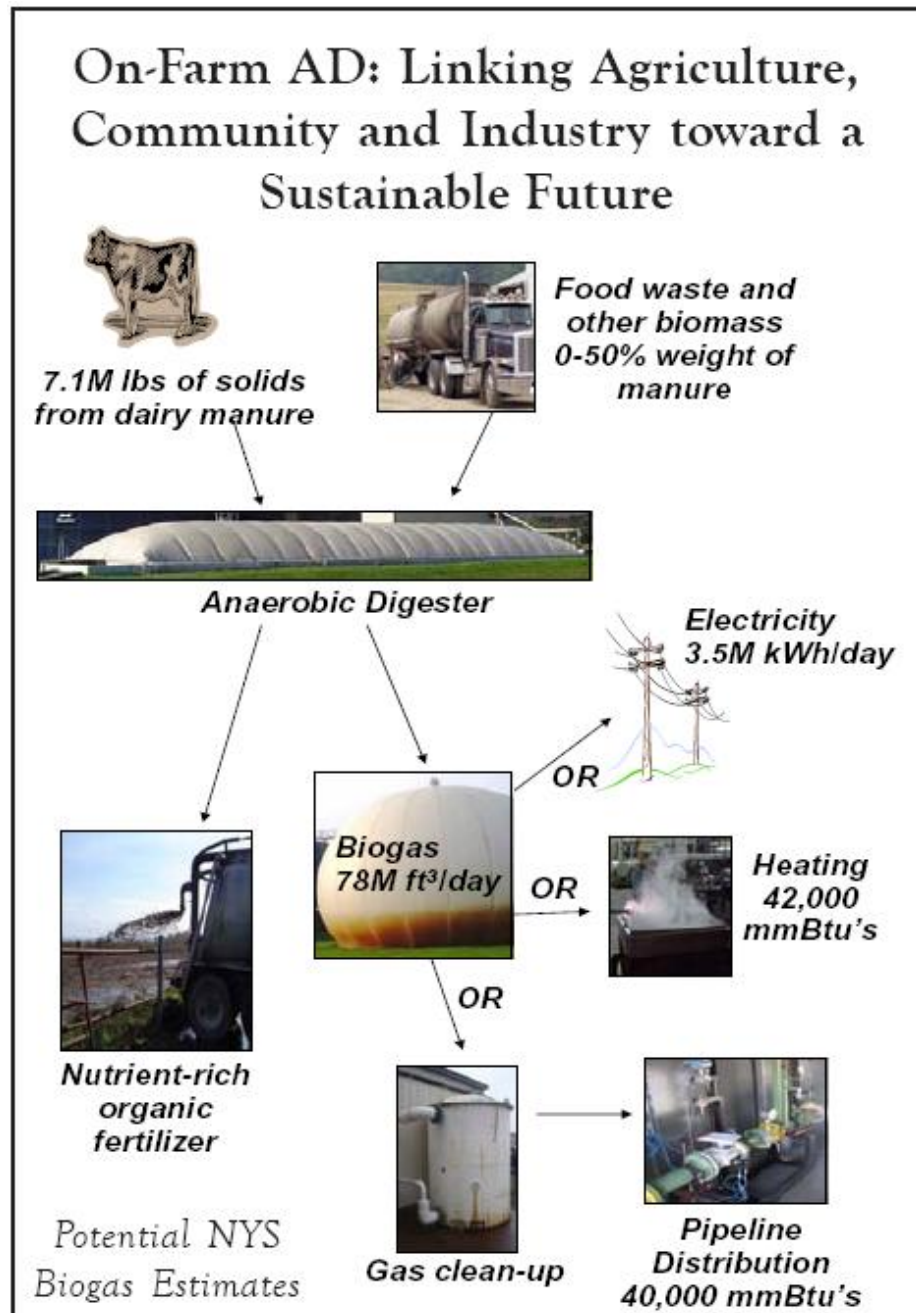 On-Farm AD: Linking Agriculture,
Community and Industry toward a
Sustainable Future
7.1M lbs of solids
from dairy manure
Food waste and
other biomass
0-50% weight of
manure
Anaerobic Digester
Electricity
3.5M kWh/day
OR
Biogas
78M ft³/day
OR
Heating
42,000
mmBtu's
OR
Nutrient-rich
organic
fertilizer
Gas clean-up
Pipeline
Distribution
40,000 mmBtu's
Potential NYS
Biogas Estimates